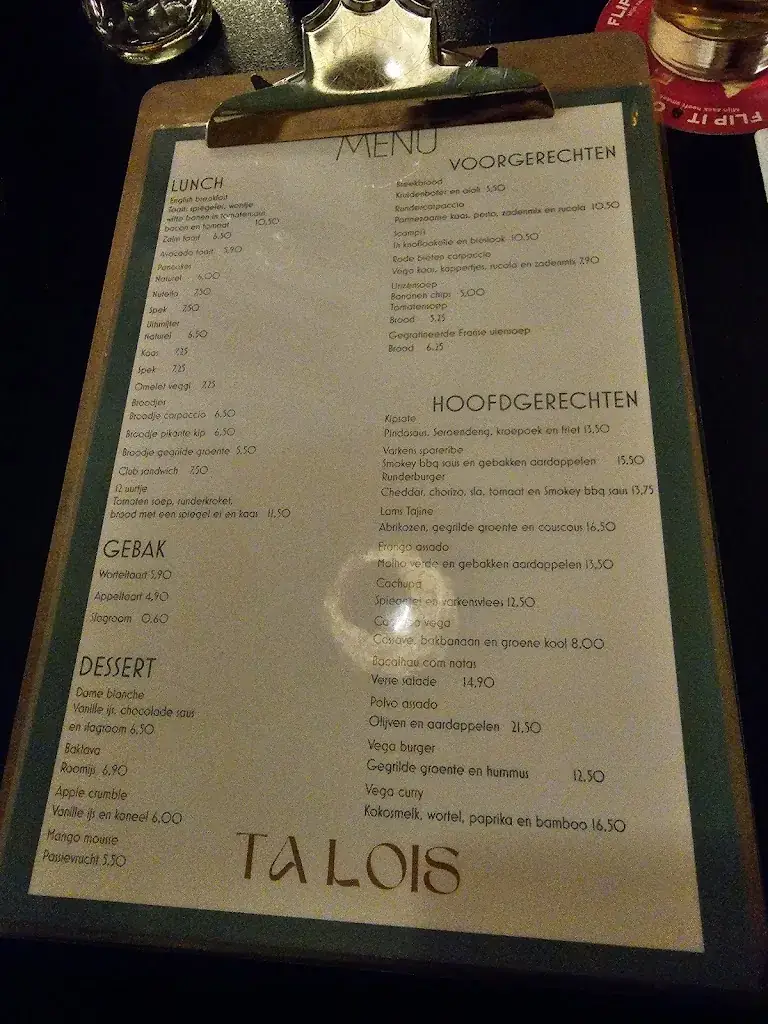 MENU
LUNCH
English breakfast
Toast, spiegelei, worstje
witte bonen in tomatensaus
bacon en tomaat 10,50
Zalm toast 6,50
Avocado toast 5,90
Pancakes
Naturel 6,00
Nutella 7,50
Spek 7,50
Uitsmijter
Naturel 6,50
Kaas 7,25
Spek 7,25
Omelet veggi 7,25
Broodjes
Broodje carpaccio 6,50
Broodje pikante kip 6,50
Broodje gegrilde groente 5,50
Club sandwich 7,50
12 uurtje
Tomaten soep, runderkroket,
brood met een spiegel ei en kaas 11,50
GEBAK
Worteltaart 5,90
Appeltaart 4,90
Slagroom 0,60
DESSERT
Dame blanche
Vanille ijs, chocolade saus
en slagroom 6,50
Baklava
Roomijs 6,90
Apple crumble
Vanille ijs en kaneel 6,00
Mango mousse
Passievrucht 5,50
VOORGERECHTEN
Breekbrood
Kruidenboter en aioli 5,50
Rundercarpaccio
Parmezaanse kaas, pesto, zadenmix en rucola 10,50
Scampi's
In knoflookolie en bieslook 10,50
Rode bieten carpaccio
Vega kaas, kappertjes, rucola en zadenmix 7,90
Linzensoep
Bananen chips 5,00
Tomatensoep
Brood 5,25
Gegratineerde Franse uiensoep
Brood 6,25
HOOFDGERECHTEN
Kipsate
Pindasaus, Seroendeng, kroepoek en friet 13,50
Varkens spareribs
Smokey bbq saus en gebakken aardappelen 15,50
Runderburger
Cheddar, chorizo, sla, tomaat en Smokey bbq saus 13,75
Lams Tajine
Abrikozen, gegrilde groente en couscous 16,50
Frango assado
Molho verde en gebakken aardappelen 13,50
Cachupa
Spiegelei en varkensvlees 12,50
Cachupa vega
Cassave, bakbanaan en groene kool 8,00
Bacalhau com natas
Verse salade 14,90
Polvo assado
Olijven en aardappelen 21,50
Vega burger
Gegrilde groente en hummus 12,50
Vega curry
Kokosmelk, wortel, paprika en bamboo 16,50
TA LOIS
FLIP IT